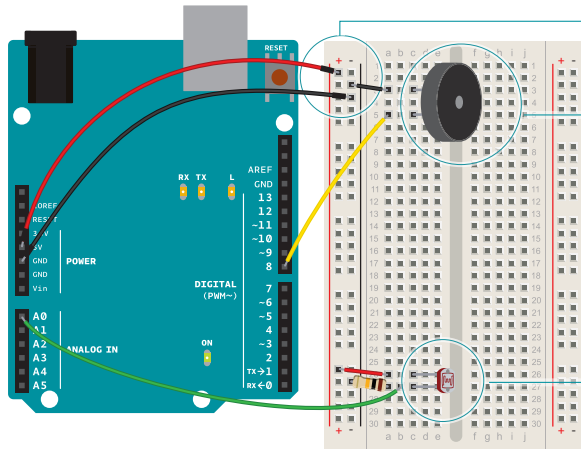 RESET
+ -
a b c d e
f g h i j
+ -
1
2
3
4
5
6
7
8
9
10
11
12
13
14
15
16
17
18
19
20
21
22
23
24
25
26
27
28
29
30
AREF
GND
13
12
~11
~10
~9
8
7
~6
~5
4
~3
2
TX→1
RX←0
RX TX L
DIGITAL
(PWM~)
ON
IOREF
RESET
3.3V
5V
GND
GND
Vin
POWER
A0
A1
A2
A3
A4
A5
ANALOG IN
+ -
a b c d e
f g h i j
+ -